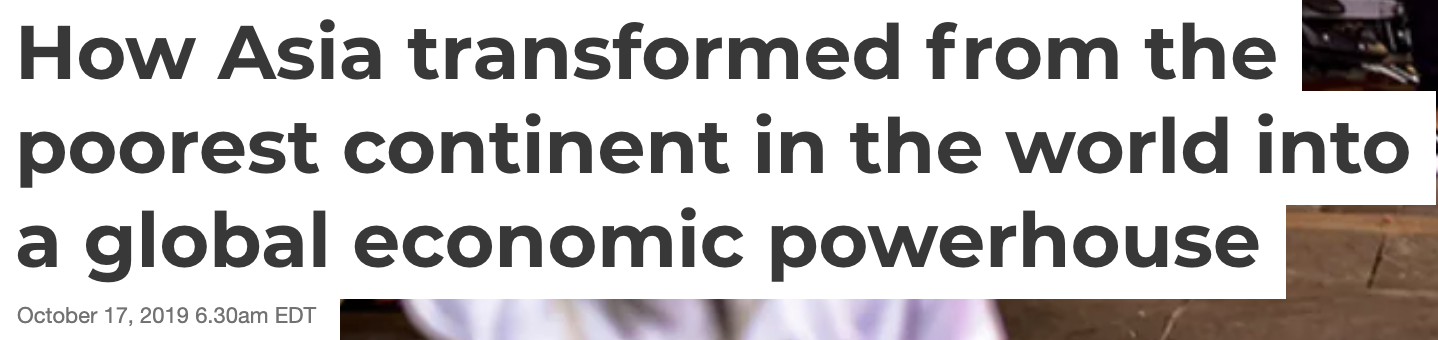 How Asia transformed from the
poorest continent in the world into
a global economic powerhouse
October 17, 2019 6.30am EDT